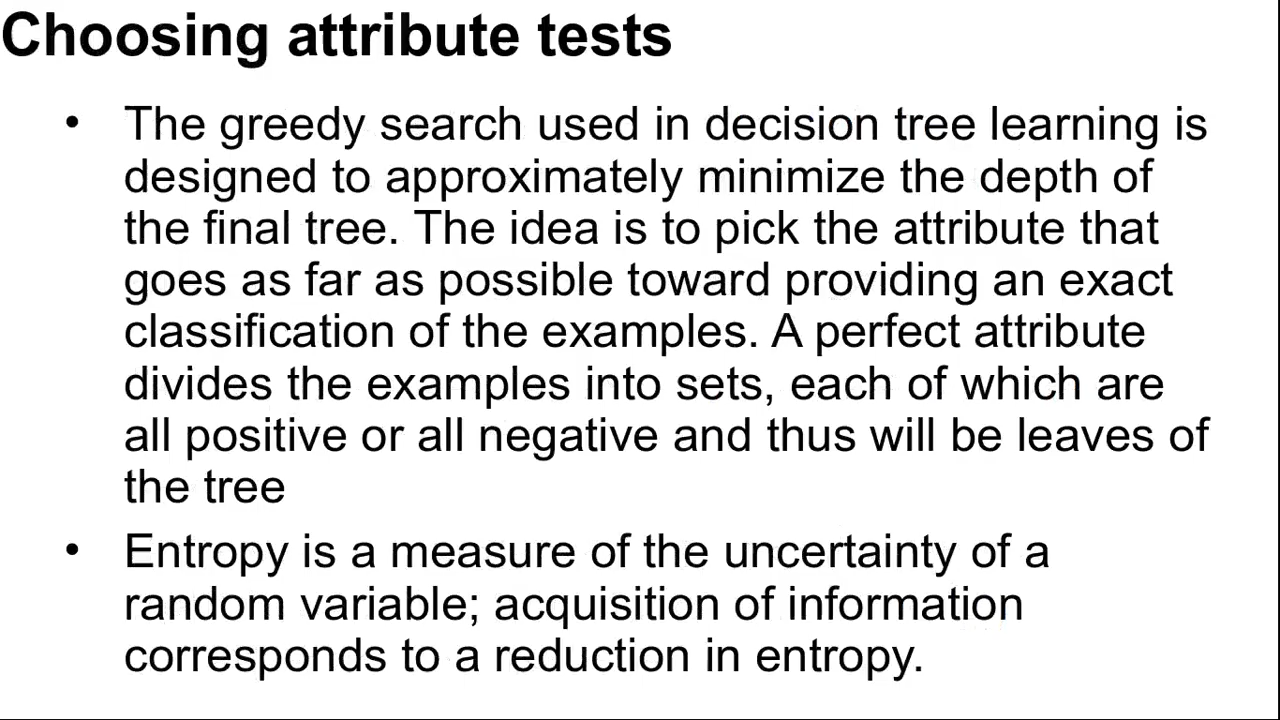 Choosing attribute tests
• The greedy search used in decision tree learning is
designed to approximately minimize the depth of
the final tree. The idea is to pick the attribute that
goes as far as possible toward providing an exact
classification of the examples. A perfect attribute
divides the examples into sets, each of which are
all positive or all negative and thus will be leaves of
the tree
• Entropy is a measure of the uncertainty of a
random variable; acquisition of information
corresponds to a reduction in entropy.